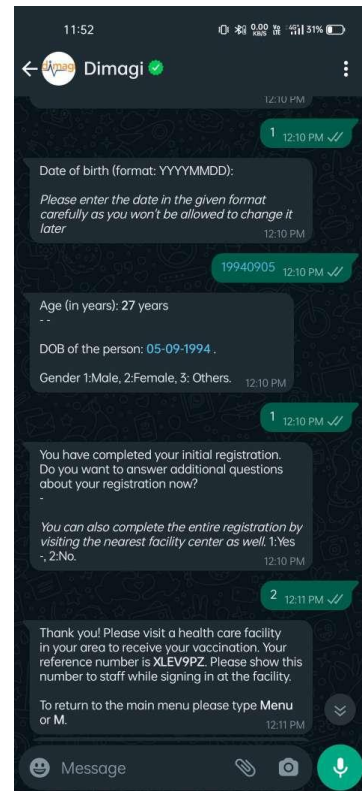 11:52
0.00 KB/S
31%
dimagi
Dimagi
12:10 PM
1 12:10 PM
Date of birth (format: YYYYMMDD):
Please enter the date in the given format
carefully as you won't be allowed to change it
later
12:10 PM
19940905 12:10 PM
Age (in years): 27 years
- -
DOB of the person: 05-09-1994 .
Gender 1:Male, 2:Female, 3: Others. 12:10 PM
1 12:10 PM
You have completed your initial registration.
Do you want to answer additional questions
about your registration now?
-
You can also complete the entire registration by
visiting the nearest facility center as well. 1:Yes
-, 2:No.
12:10 PM
2 12:11 PM
Thank you! Please visit a health care facility
in your area to receive your vaccination. Your
reference number is XLEV9PZ. Please show this
number to staff while signing in at the facility.
To return to the main menu please type Menu
or M.
12:11 PM
Message